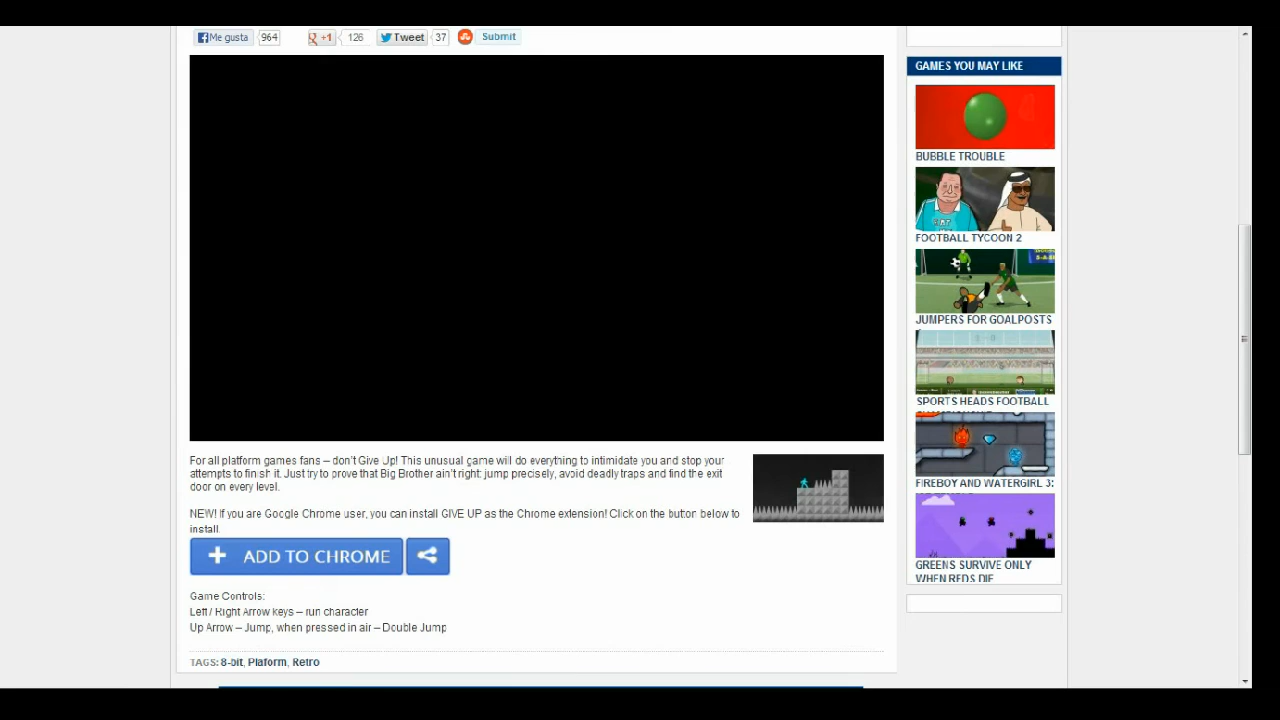 Me gusta 964 +1 126 Tweet 37 Submit
For all platform games fans – don't Give Up! This unusual game will do everything to intimidate you and stop your
attempts to finish it. Just try to prove that Big Brother ain't right: jump precisely, avoid deadly traps and find the exit
door on every level.
NEW! If you are Google Chrome user, you can install GIVE UP as the Chrome extension! Click on the button below to
install.
ADD TO CHROME
Game Controls:
Left / Right Arrow keys – run character
Up Arrow – Jump, when pressed in air – Double Jump
TAGS: 8-bit, Plaform, Retro
GAMES YOU MAY LIKE
BUBBLE TROUBLE
FOOTBALL TYCOON 2
JUMPERS FOR GOALPOSTS
SPORTS HEADS FOOTBALL
FIREBOY AND WATERGIRL 3:
GREENS SURVIVE ONLY
WHEN REDS DIE